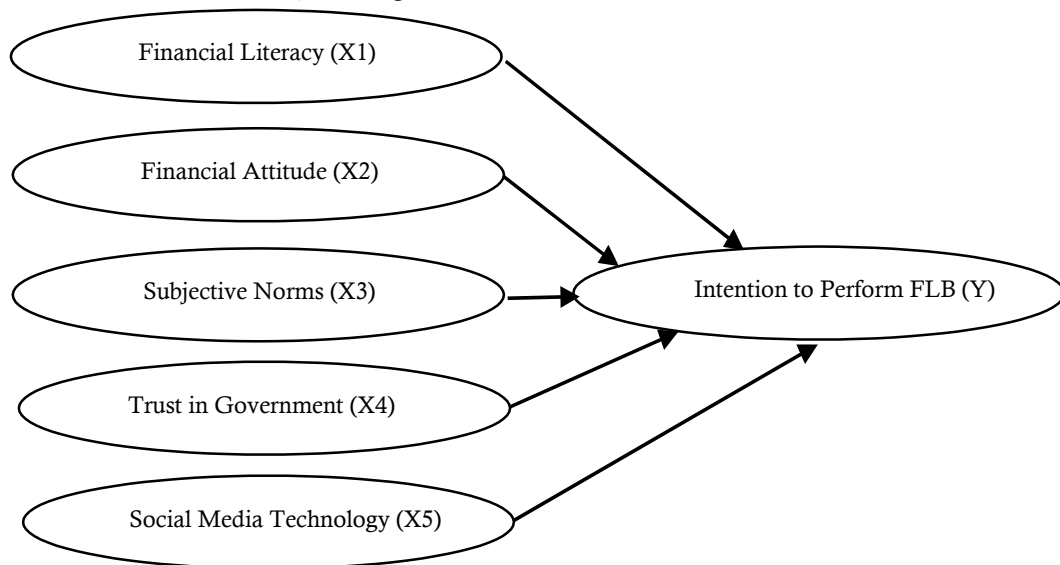 Financial Literacy (X1)
Financial Attitude (X2)
Subjective Norms (X3)
Intention to Perform FLB (Y)
Trust in Government (X4)
Social Media Technology (X5)